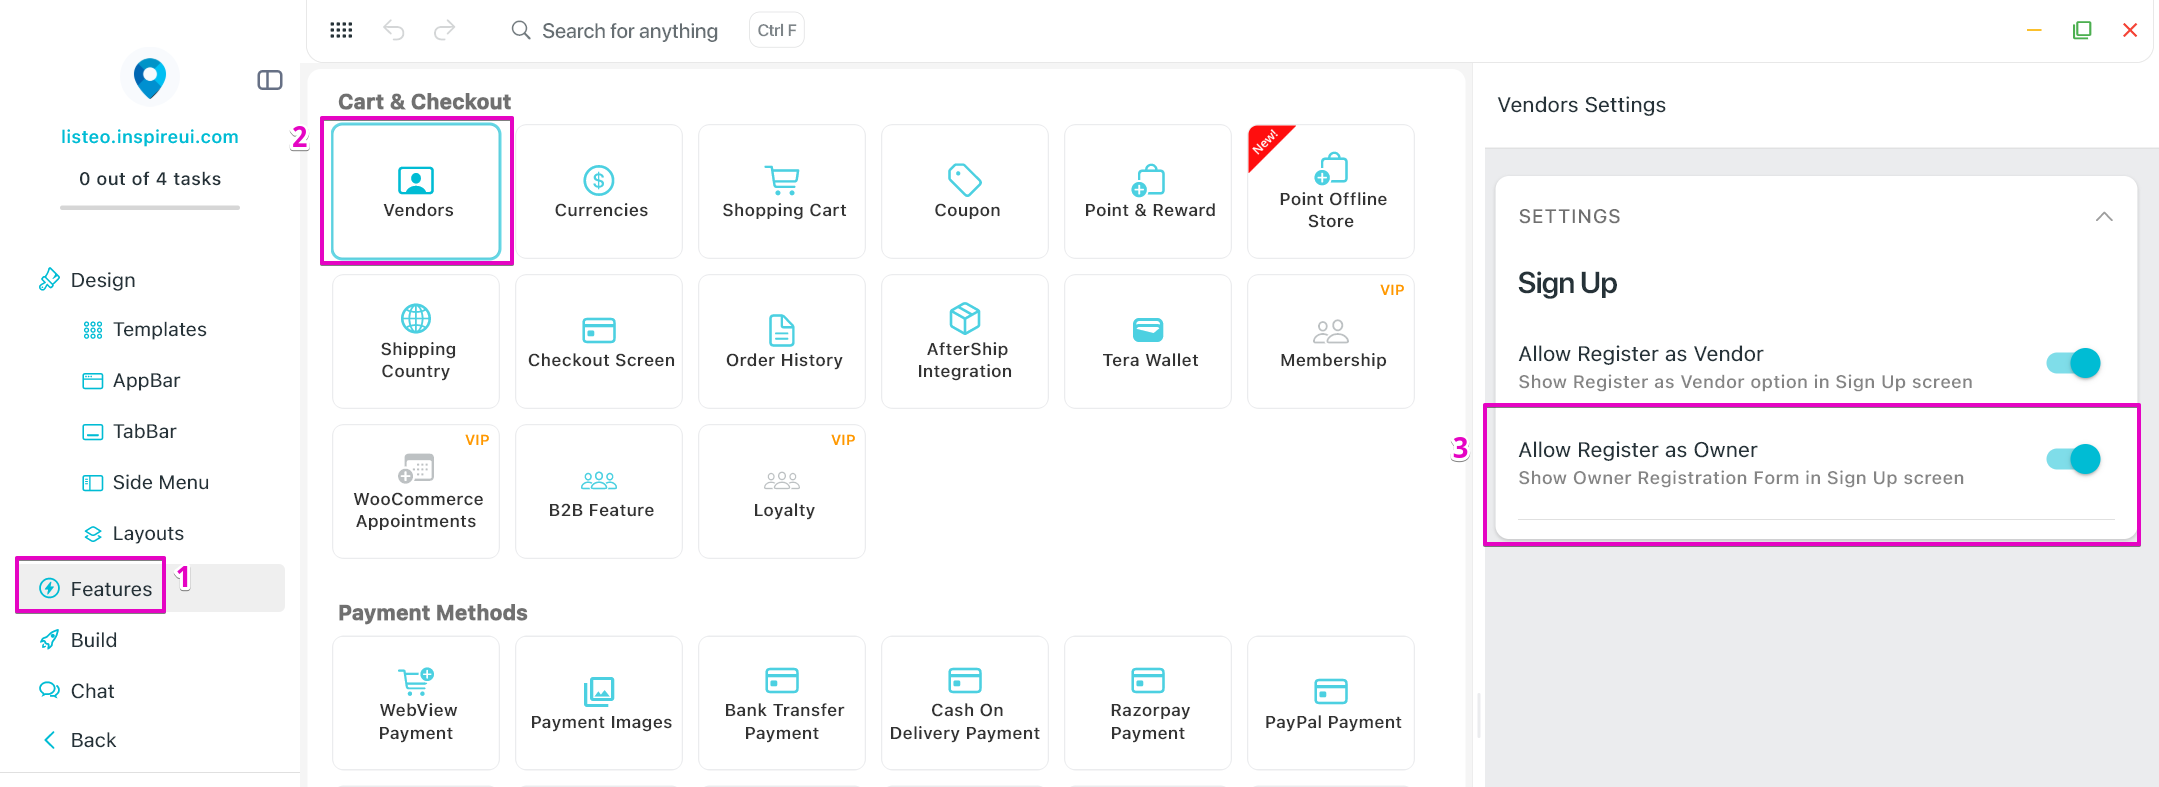 listeo.inspireui.com
0 out of 4 tasks
Design
Templates
AppBar
TabBar
Side Menu
Layouts
Features
1
Build
Chat
Back
Search for anything
Ctrl F
Cart & Checkout
2
Vendors
Currencies
Shopping Cart
Coupon
Point & Reward
New!
Point Offline
Store
Shipping
Country
Checkout Screen
Order History
AfterShip
Integration
Tera Wallet
VIP
Membership
VIP
WooCommerce
Appointments
B2B Feature
VIP
Loyalty
Payment Methods
WebView
Payment
Payment Images
Bank Transfer
Payment
Cash On
Delivery Payment
Razorpay
Payment
PayPal Payment
Vendors Settings
SETTINGS
Sign Up
Allow Register as Vendor
Show Register as Vendor option in Sign Up screen
3
Allow Register as Owner
Show Owner Registration Form in Sign Up screen